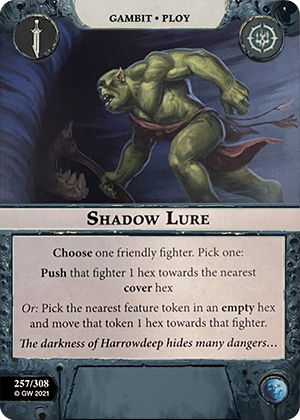 GAMBIT • PLOY
SHADOW LURE
Choose one friendly fighter. Pick one:
Push that fighter 1 hex towards the nearest
cover hex
Or: Pick the nearest feature token in an empty hex
and move that token 1 hex towards that fighter.
The darkness of Harrowdeep hides many dangers…
257/308
© GW 2021